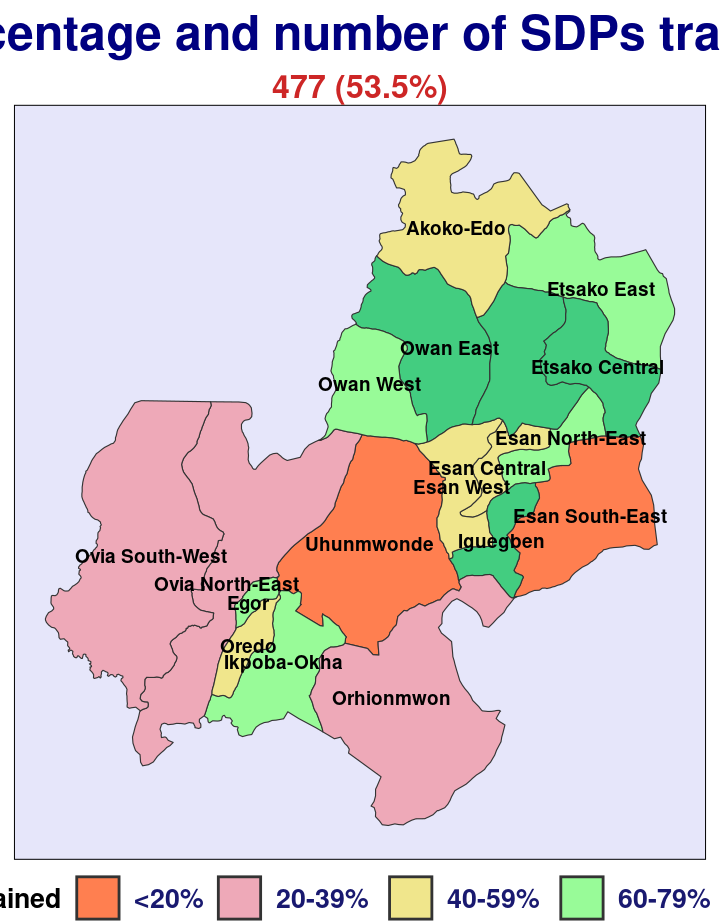 centage and number of SDPs tra
477 (53.5%)
Akoko-Edo
Etsako East
Owan East
Etsako Central
Owan West
Esan North-East
Esan Central
Esan West
Esan South-East
Iguegben
Uhunmwonde
Ovia South-West
Ovia North-East
Egor
Oredo
Ikpoba-Okha
Orhionmwon
ained <20% 20-39% 40-59% 60-79%